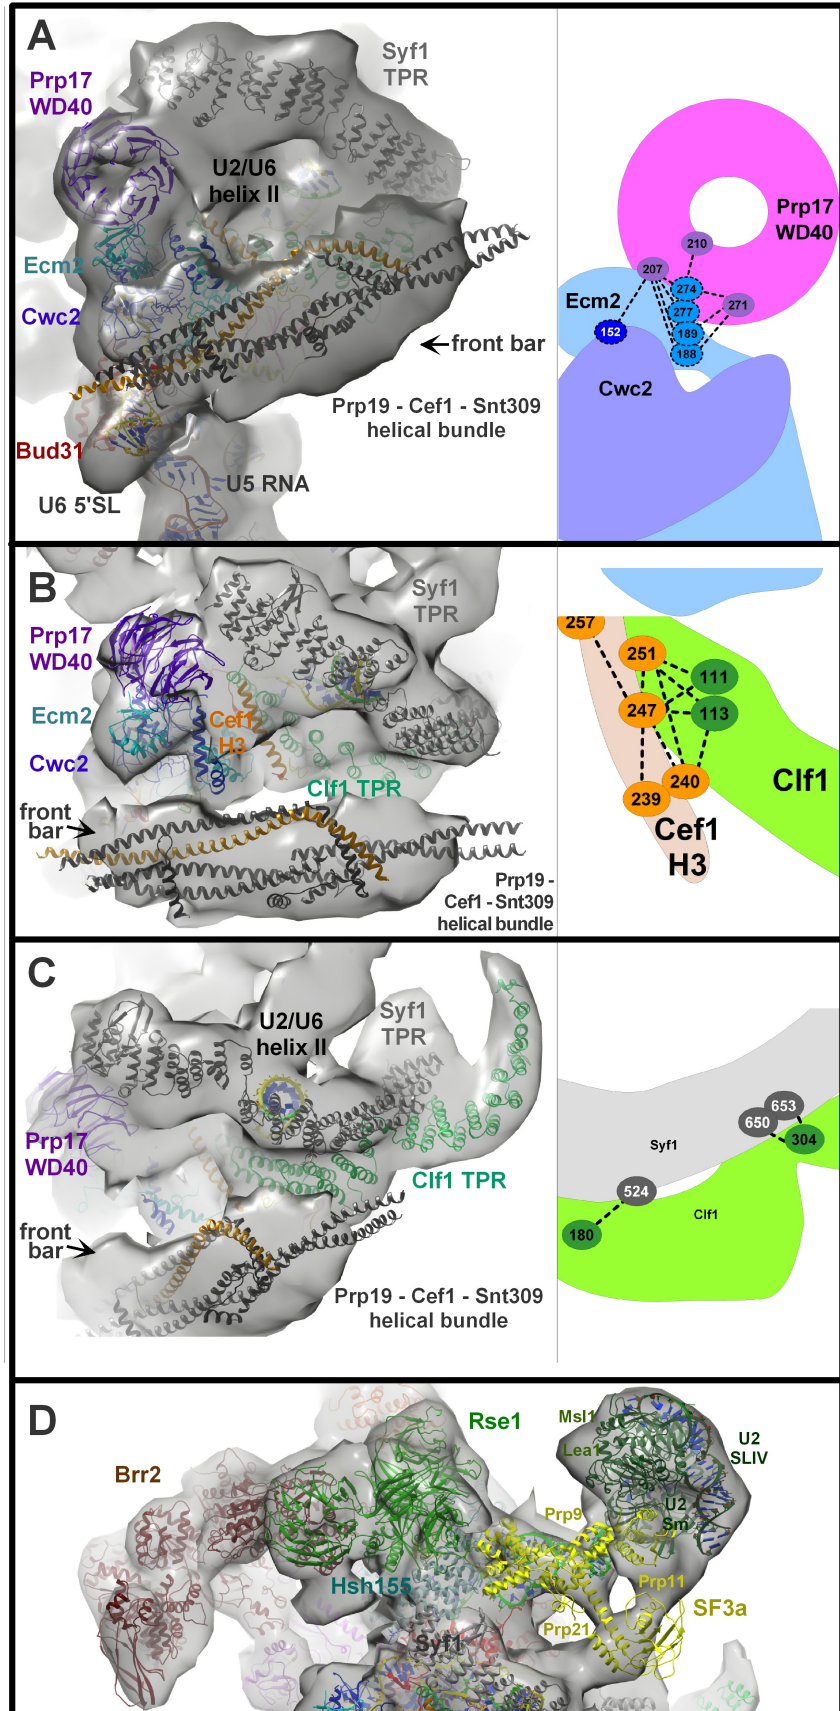 A
Syf1
TPR
Prp17
WD40
U2/U6
helix II
Ecm2
Cwc2
front bar
Prp19 - Cef1 - Snt309
helical bundle
Bud31
U5 RNA
U6 5'SL
Prp17
WD40
210
207
274
271
277
189
188
Ecm2
152
Cwc2
B
Syf1
TPR
Prp17
WD40
Ecm2
Cef1
H3
Cwc2
Clf1 TPR
front
bar
Prp19 -
Cef1 - Snt309
helical bundle
257
251
111
247
113
240
239
Clf1
Cef1
H3
C
Syf1
TPR
U2/U6
helix II
Prp17
WD40
Clf1 TPR
front
bar
Prp19 - Cef1 - Snt309
helical bundle
653
650
304
Syf1
524
Clf1
180
D
Rse1
Msl1
Lea1
U2
SLIV
Brr2
Prp9
U2
Sm
Hsh155
Prp11
SF3a
Prp21
Syf1